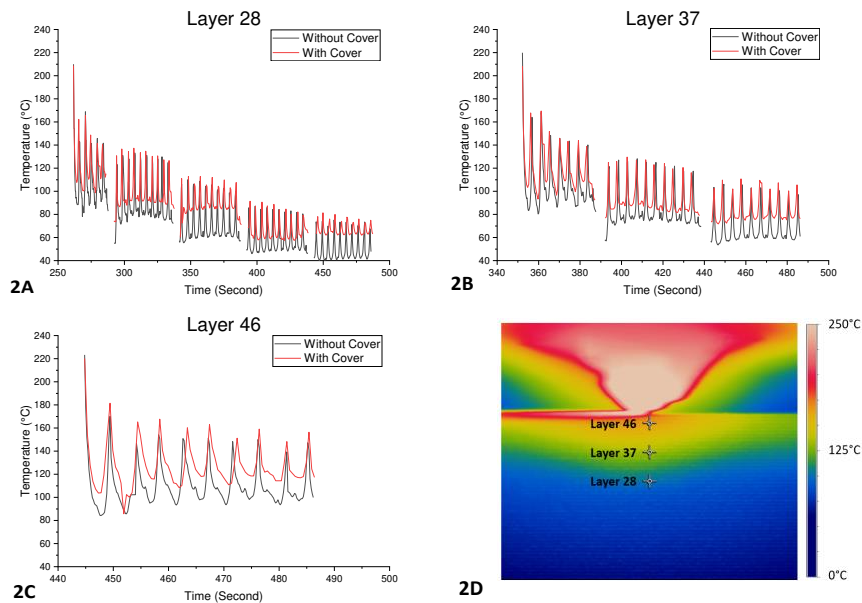 Layer 28
Without Cover
With Cover
240
220
200
180
160
140
120
100
80
60
40
Temperature (°C)
250 300 350 400 450 500
Time (Second)
2A
Layer 37
Without Cover
With Cover
240
220
200
180
160
140
120
100
80
60
40
Temperature (°C)
340 360 380 400 420 440 460 480 500
Time (Second)
2B
Layer 46
Without Cover
With Cover
240
220
200
180
160
140
120
100
80
60
40
Temperature (°C)
440 450 460 470 480 490 500
Time (Second)
2C
250°C
125°C
0°C
Layer 46
Layer 37
Layer 28
2D